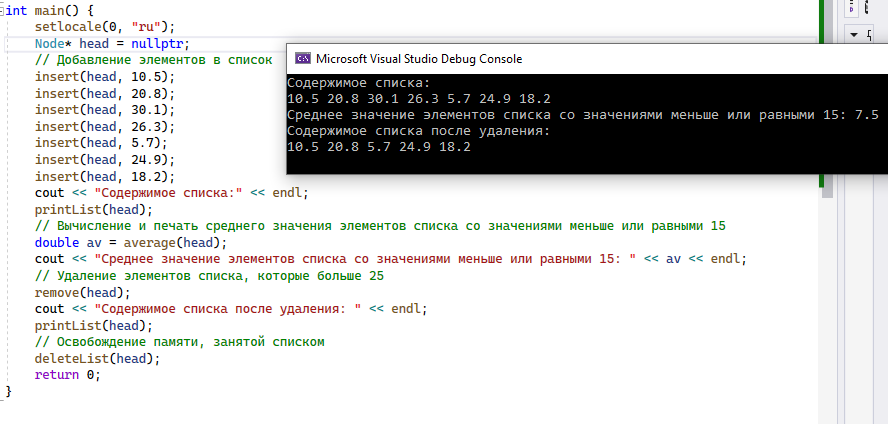 int main() {
setlocale(0, "ru");
Node* head = nullptr;
// Добавление элементов в список
insert(head, 10.5);
insert(head, 20.8);
insert(head, 30.1);
insert(head, 26.3);
insert(head, 5.7);
insert(head, 24.9);
insert(head, 18.2);
cout << "Содержимое списка:" << endl;
printList(head);
// Вычисление и печать среднего значения элементов списка со значениями меньше или равными 15
double av = average(head);
cout << "Среднее значение элементов списка со значениями меньше или равными 15: " << av << endl;
// Удаление элементов списка, которые больше 25
remove(head);
cout << "Содержимое списка после удаления: " << endl;
printList(head);
// Освобождение памяти, занятой списком
deleteList(head);
return 0;
}
Microsoft Visual Studio Debug Console
Содержимое списка:
10.5 20.8 30.1 26.3 5.7 24.9 18.2
Среднее значение элементов списка со значениями меньше или равными 15: 7.5
Содержимое списка после удаления:
10.5 20.8 5.7 24.9 18.2